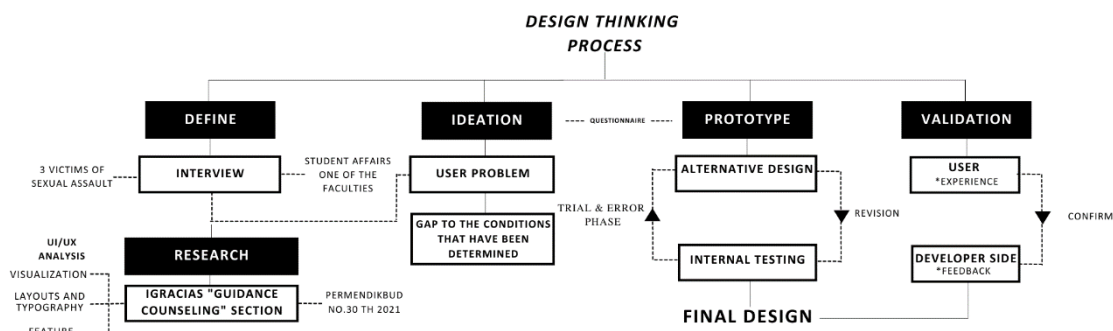 DESIGN THINKING
PROCESS
DEFINE
IDEATION
QUESTIONNAIRE
PROTOTYPE
VALIDATION
3 VICTIMS OF
SEXUAL ASSAULT
INTERVIEW
STUDENT AFFAIRS
ONE OF THE
FACULTIES
USER PROBLEM
ALTERNATIVE DESIGN
USER
*EXPERIENCE
GAP TO THE CONDITIONS
THAT HAVE BEEN
DETERMINED
TRIAL & ERROR
PHASE
REVISION
CONFIRM
UI/UX
ANALYSIS
RESEARCH
INTERNAL TESTING
DEVELOPER SIDE
*FEEDBACK
VISUALIZATION
LAYOUTS AND
TYPOGRAPHY
IGRACIAS "GUIDANCE
COUNSELING" SECTION
PERMENDIKBUD
NO.30 TH 2021
FINAL DESIGN
FEATURE